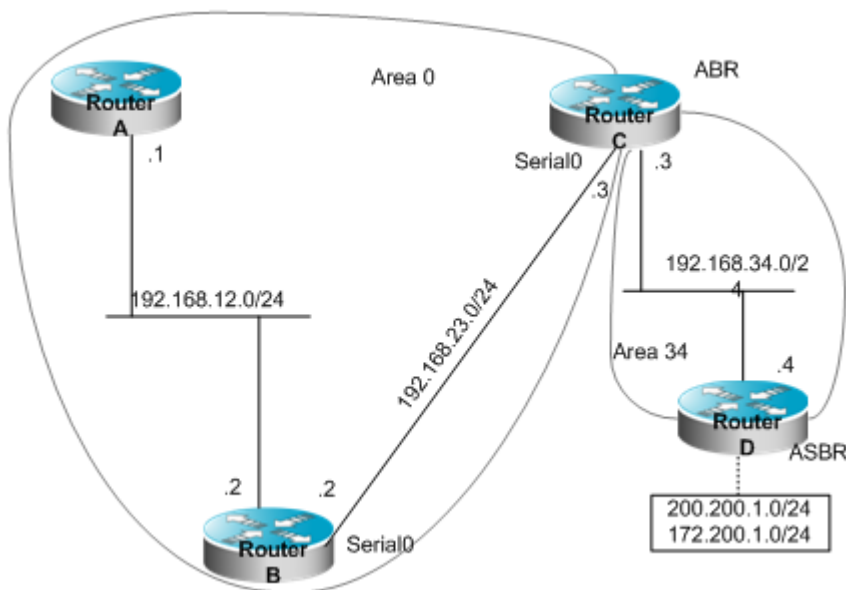 Area 0
ABR
Router
A
.1
Router
C
Serial0
.3
.3
192.168.34.0/2
4
192.168.12.0/24
192.168.23.0/24
Area 34
.4
Router
D
ASBR
.2
.2
Serial0
Router
B
200.200.1.0/24
172.200.1.0/24